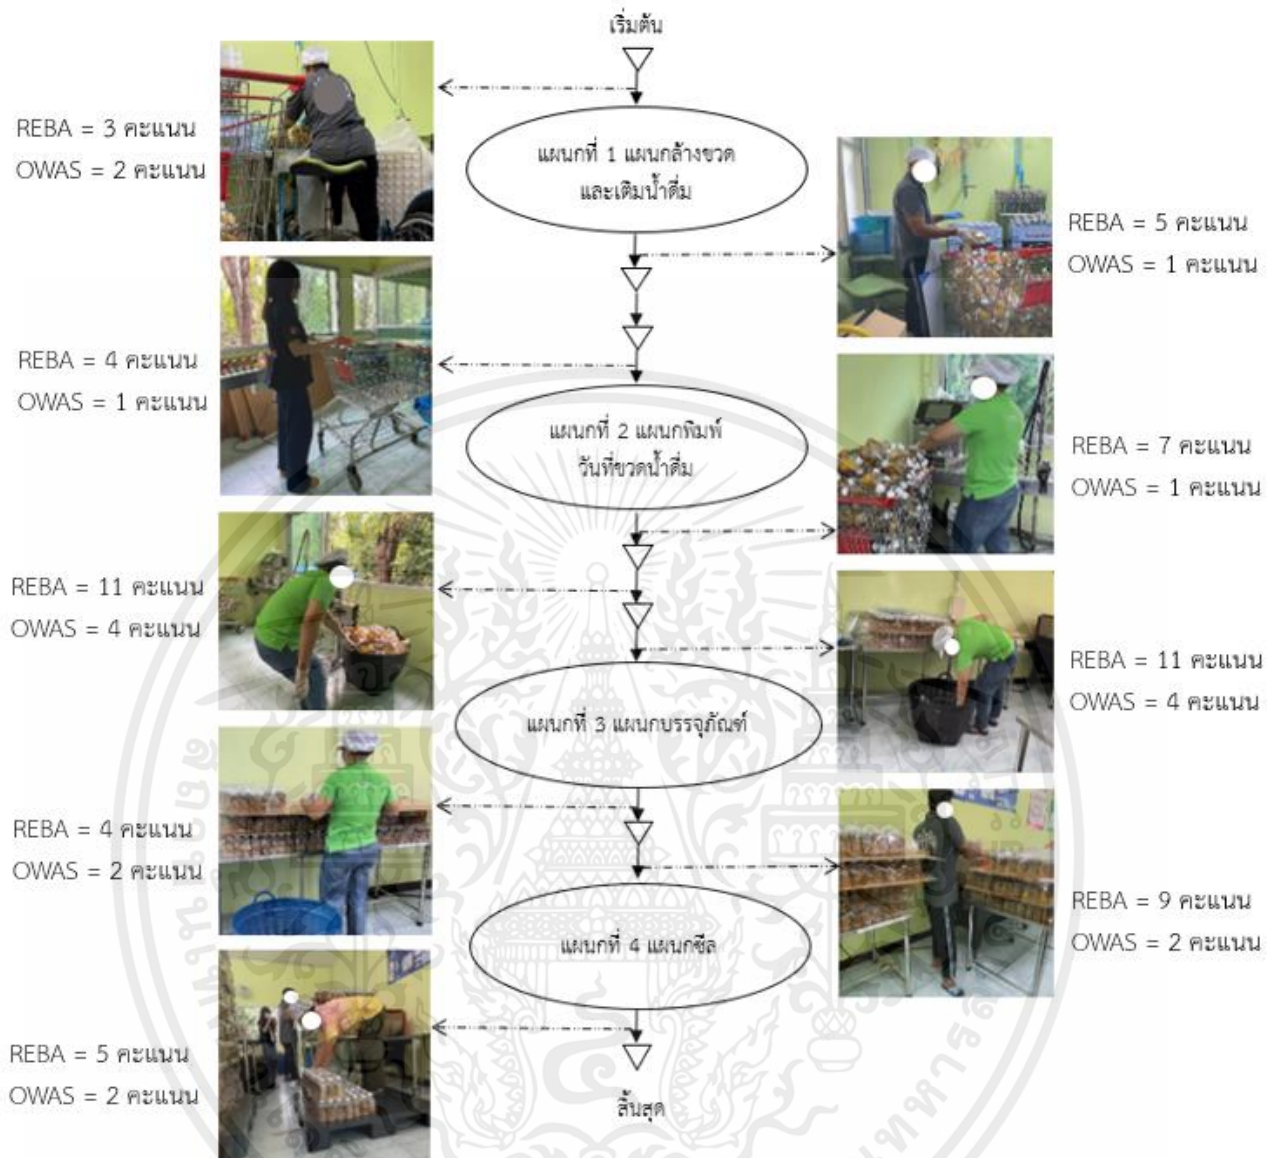 เริ่มต้น
REBA = 3 คะแนน
OWAS = 2 คะแนน
แผนกที่ 1 แผนกล้างขวด
และเติมน้ำดื่ม
REBA = 5 คะแนน
OWAS = 1 คะแนน
REBA = 4 คะแนน
OWAS = 1 คะแนน
แผนกที่ 2 แผนกพิมพ์
วันที่ขวดน้ำดื่ม
REBA = 7 คะแนน
OWAS = 1 คะแนน
REBA = 11 คะแนน
OWAS = 4 คะแนน
REBA = 11 คะแนน
OWAS = 4 คะแนน
แผนกที่ 3 แผนกบรรจุภัณฑ์
REBA = 4 คะแนน
OWAS = 2 คะแนน
REBA = 9 คะแนน
OWAS = 2 คะแนน
แผนกที่ 4 แผนกซีล
REBA = 5 คะแนน
OWAS = 2 คะแนน
สิ้นสุด